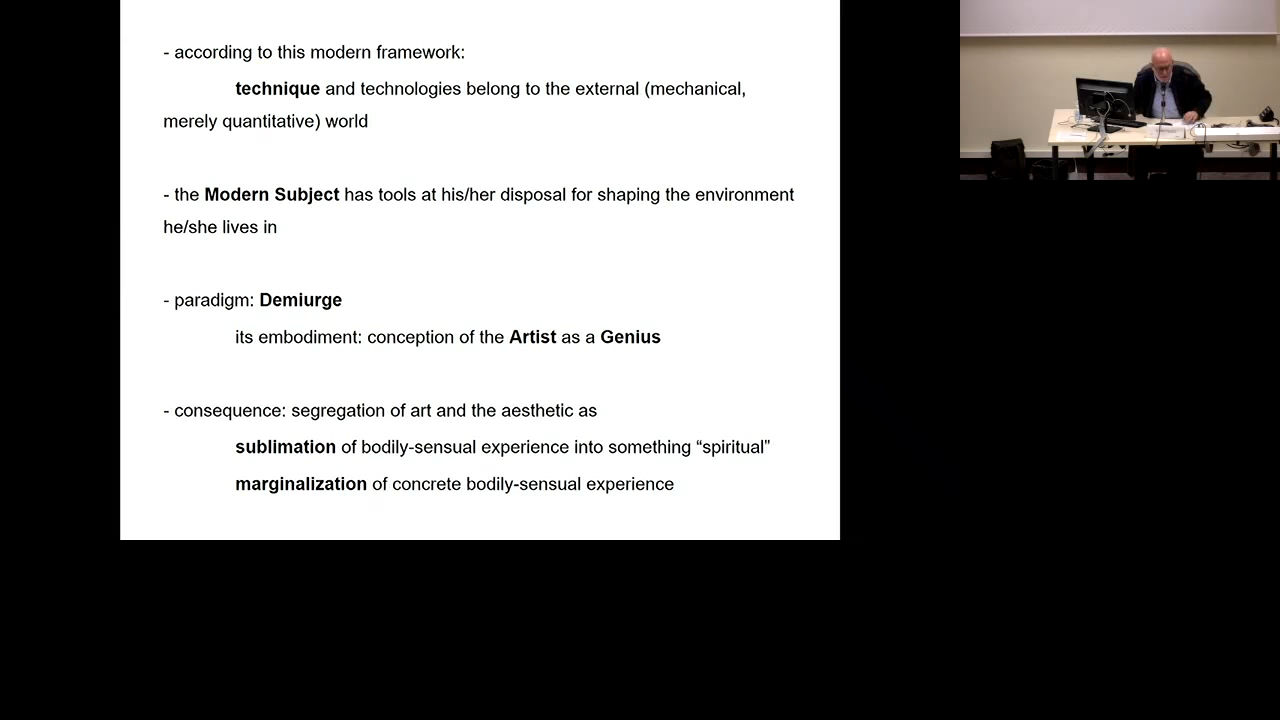 - according to this modern framework:
technique and technologies belong to the external (mechanical,
merely quantitative) world
- the Modern Subject has tools at his/her disposal for shaping the environment
he/she lives in
- paradigm: Demiurge
its embodiment: conception of the Artist as a Genius
- consequence: segregation of art and the aesthetic as
sublimation of bodily-sensual experience into something “spiritual”
marginalization of concrete bodily-sensual experience